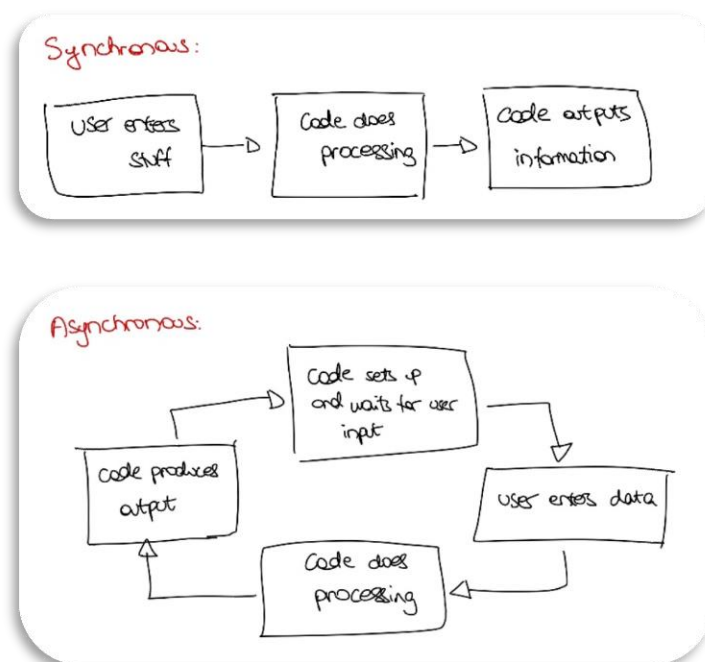 Synchronous:
User enters
stuff
Code does
processing
Code outputs
information
Asynchronous:
Code sets up
and waits for user
input
User enters data
Code does
processing
Code produces
output